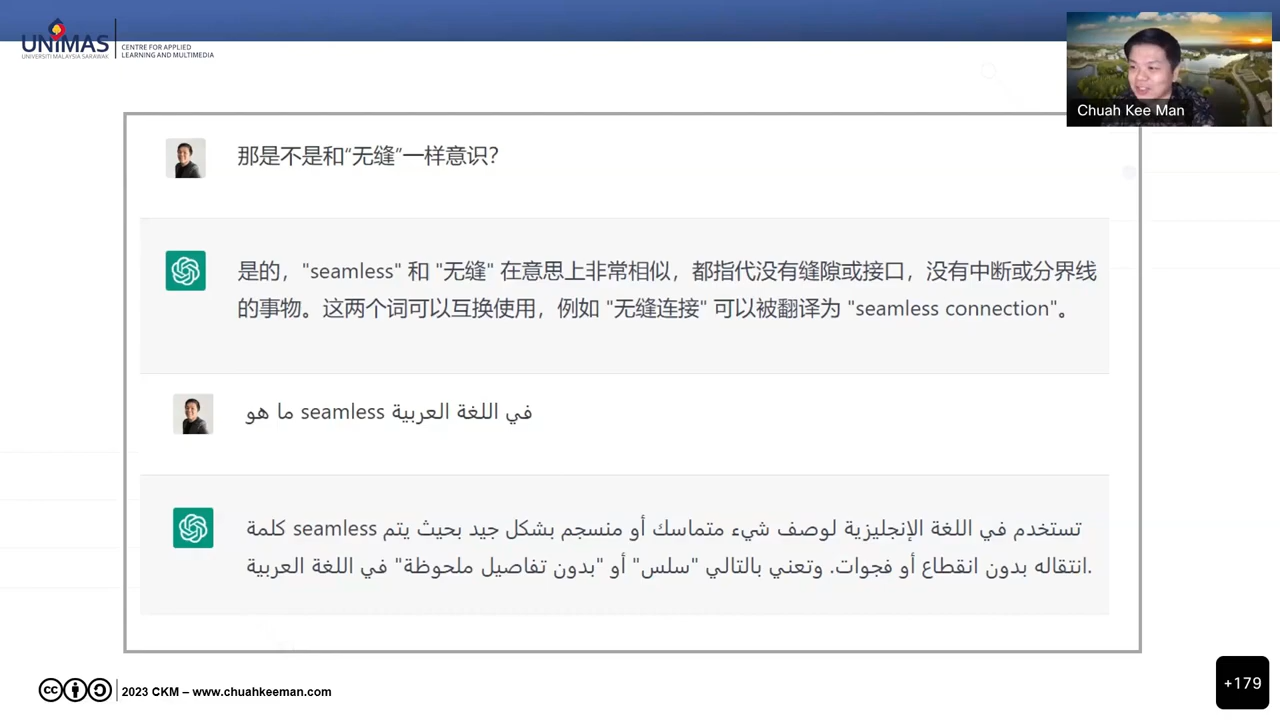 UNIMAS
UNIVERSITI MALAYSIA SARAWAK
CENTRE FOR APPLIED
LEARNING AND MULTIMEDIA
Chuah Kee Man
那是不是和“无缝”一样意识?
是的，"seamless" 和 "无缝" 在意思上非常相似，都指代没有缝隙或接口，没有中断或分界线
的事物。这两个词可以互换使用，例如 "无缝连接" 可以被翻译为 "seamless connection"。
ما هو seamless في اللغة العربية
كلمة seamless تستخدم في اللغة الإنجليزية لوصف شيء متماسك أو منسجم بشكل جيد بحيث يتم
انتقاله بدون انقطاع أو فجوات. وتعني بالتالي "سلس" أو "بدون تفاصيل ملحوظة" في اللغة العربية.
cc
2023 CKM – www.chuahkeeman.com
+179